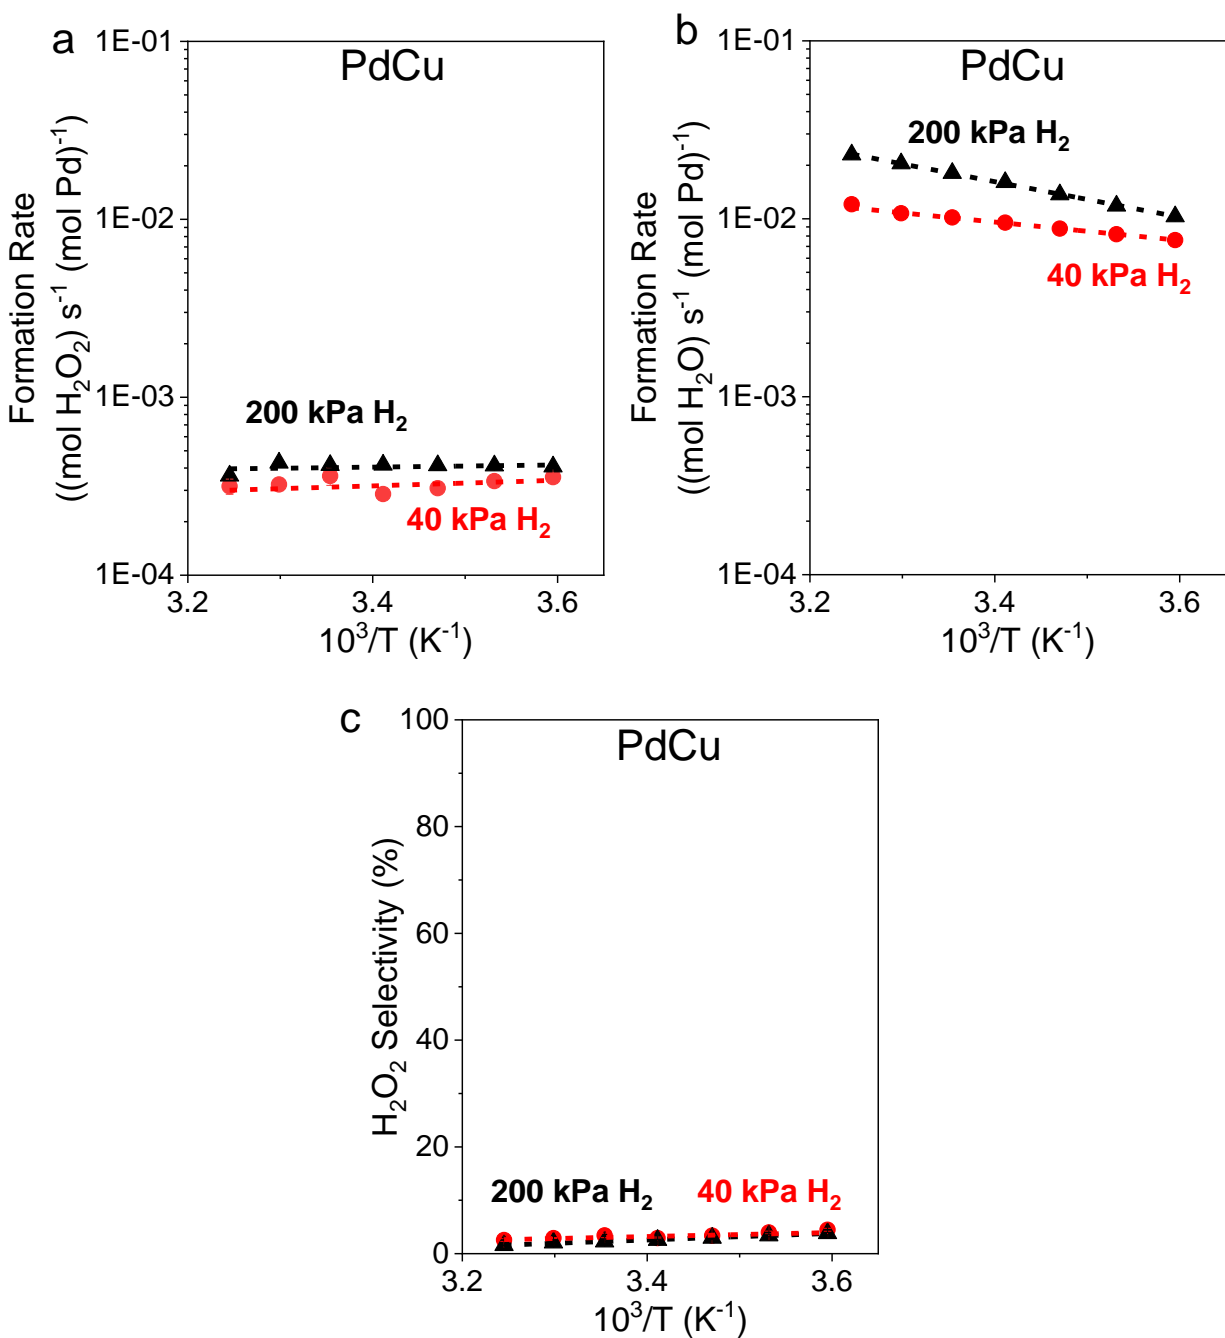 a
PdCu
1E-01
1E-02
1E-03
1E-04
Formation Rate
((mol H₂O₂) s⁻¹ (mol Pd)⁻¹)
200 kPa H₂
40 kPa H₂
3.2 3.4 3.6
10³/T (K⁻¹)
b
PdCu
1E-01
1E-02
1E-03
1E-04
Formation Rate
((mol H₂O) s⁻¹ (mol Pd)⁻¹)
200 kPa H₂
40 kPa H₂
3.2 3.4 3.6
10³/T (K⁻¹)
c
PdCu
100
80
60
40
20
0
H₂O₂ Selectivity (%)
200 kPa H₂
40 kPa H₂
3.2 3.4 3.6
10³/T (K⁻¹)